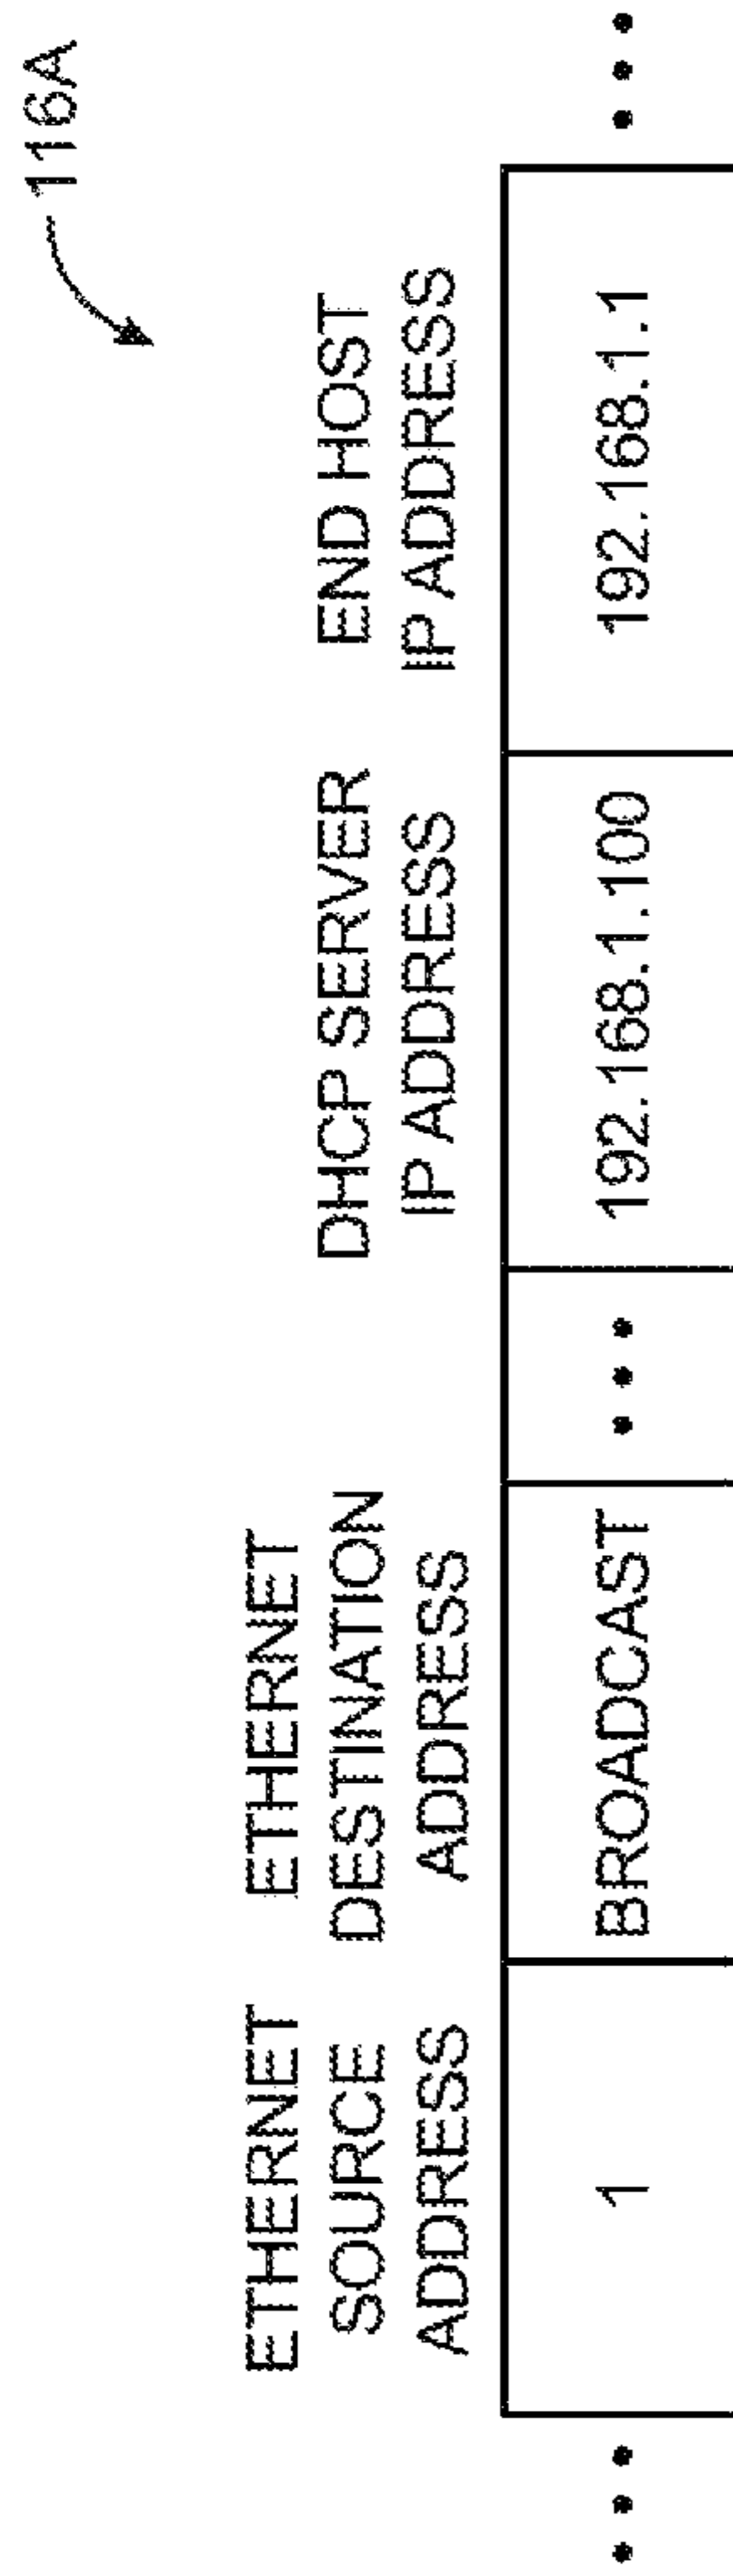 116A
ETHERNET
SOURCE
ADDRESS
ETHERNET
DESTINATION
ADDRESS
DHCP SERVER
IP ADDRESS
END HOST
IP ADDRESS
• • •
1
BROADCAST
• • •
192.168.1.100
192.168.1.1
• • •